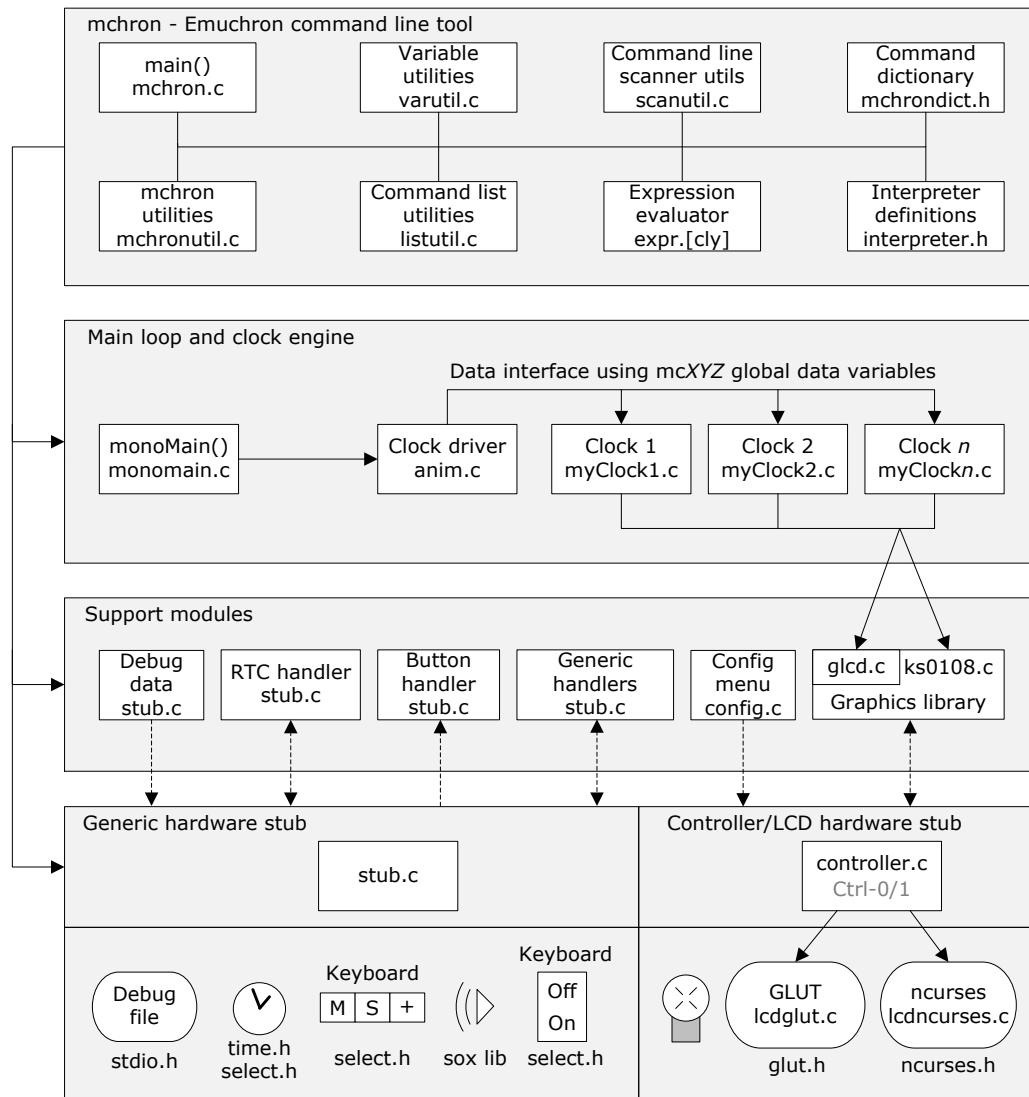 mchron - Emuchron command line tool
main()
mchron.c
Variable
utilities
varutil.c
Command line
scanner utils
scanutil.c
Command
dictionary
mchrondict.h
mchron
utilities
mchronutil.c
Command list
utilities
listutil.c
Expression
evaluator
expr.[cly]
Interpreter
definitions
interpreter.h
Main loop and clock engine
Data interface using mcXYZ global data variables
monoMain()
monomain.c
Clock driver
anim.c
Clock 1
myClock1.c
Clock 2
myClock2.c
Clock n
myClockn.c
Support modules
Debug
data
stub.c
RTC handler
stub.c
Button
handler
stub.c
Generic
handlers
stub.c
Config
menu
config.c
glcd.c
ks0108.c
Graphics library
Generic hardware stub
stub.c
Controller/LCD hardware stub
controller.c
Ctrl-0/1
Debug
file
stdio.h
time.h
select.h
Keyboard
M S +
select.h
sox lib
Keyboard
Off
On
select.h
GLUT
lcdglut.c
glut.h
ncurses
lcdncurses.c
ncurses.h